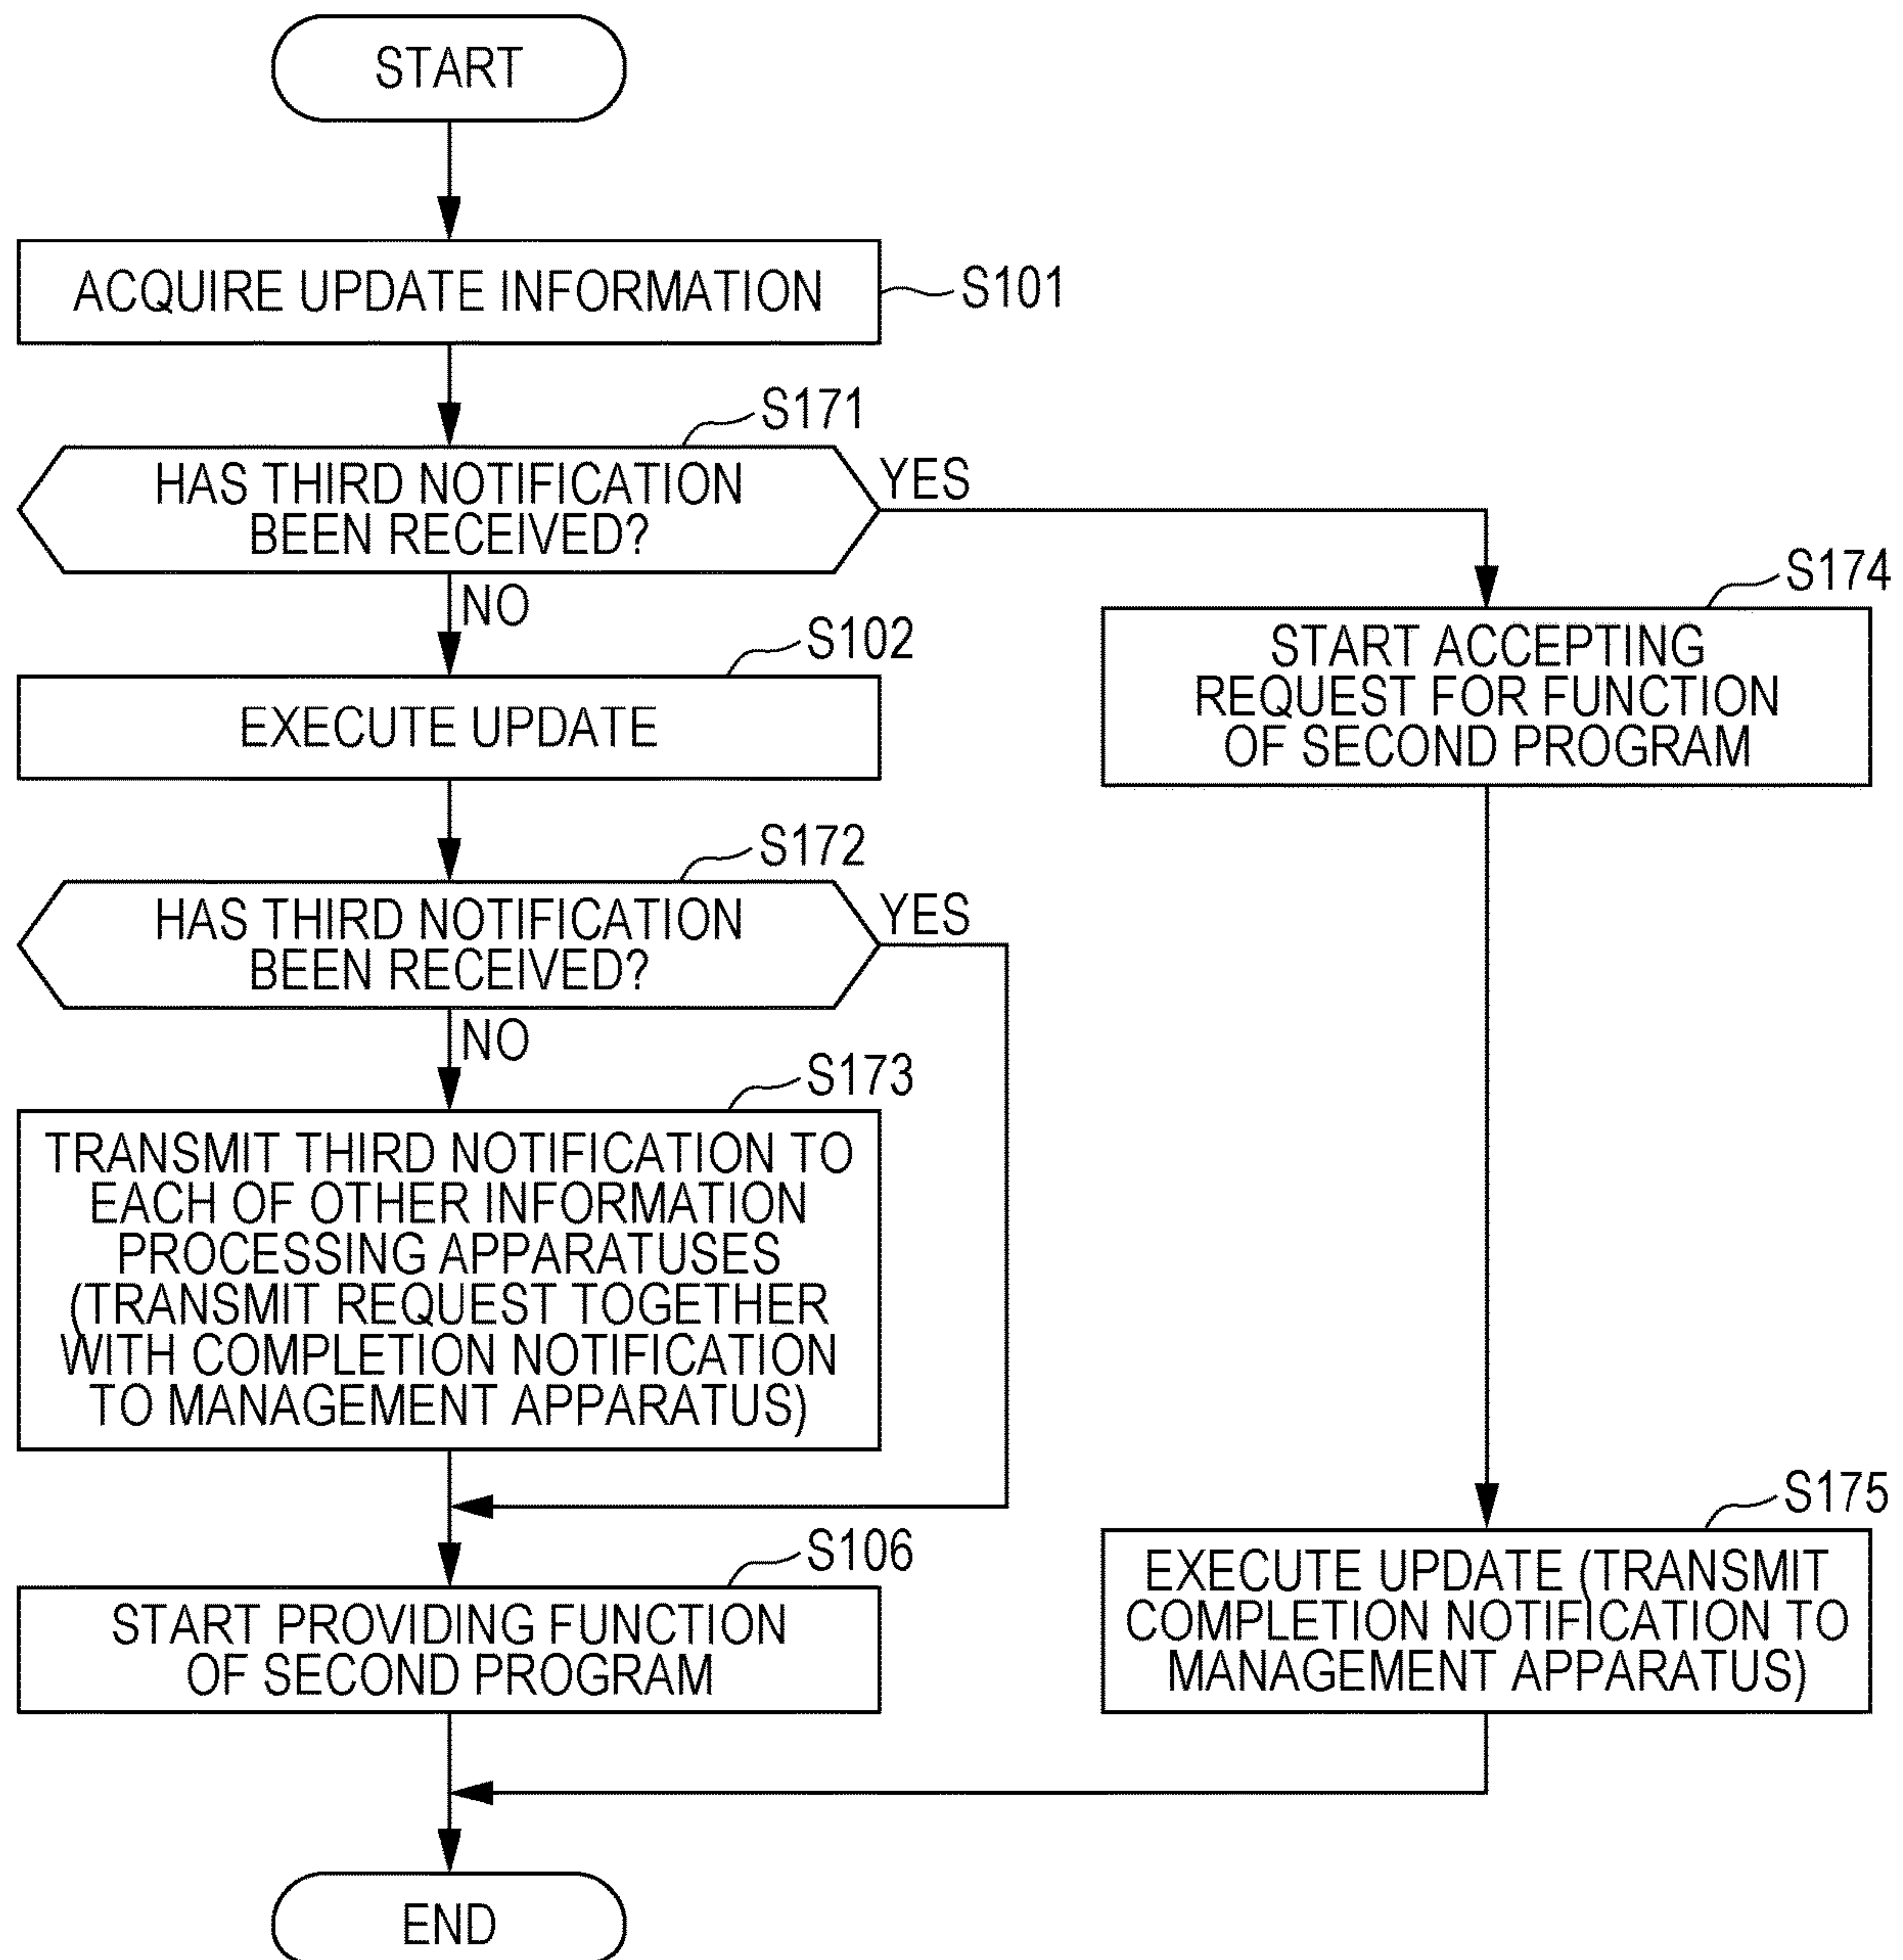 START
ACQUIRE UPDATE INFORMATION
S101
S171
HAS THIRD NOTIFICATION
BEEN RECEIVED?
YES
NO
S174
START ACCEPTING
REQUEST FOR FUNCTION
OF SECOND PROGRAM
S102
EXECUTE UPDATE
S172
HAS THIRD NOTIFICATION
BEEN RECEIVED?
YES
NO
S173
TRANSMIT THIRD NOTIFICATION TO
EACH OF OTHER INFORMATION
PROCESSING APPARATUSES
(TRANSMIT REQUEST TOGETHER
WITH COMPLETION NOTIFICATION
TO MANAGEMENT APPARATUS)
S175
EXECUTE UPDATE (TRANSMIT
COMPLETION NOTIFICATION TO
MANAGEMENT APPARATUS)
S106
START PROVIDING FUNCTION
OF SECOND PROGRAM
END